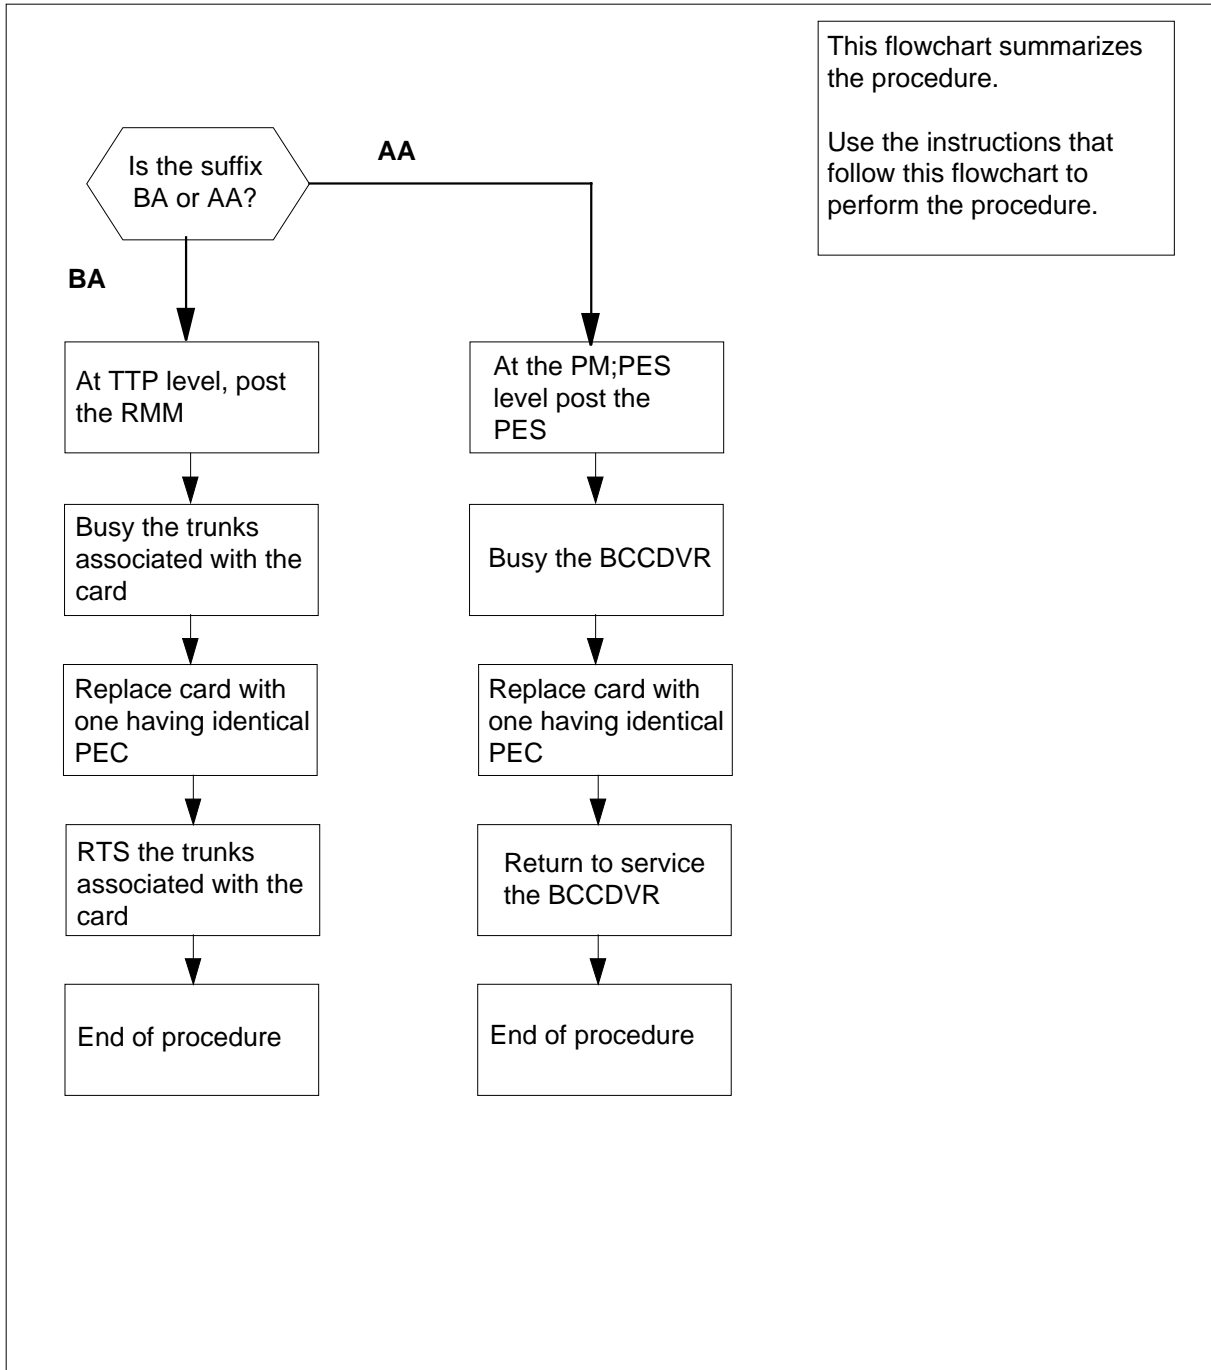 This flowchart summarizes
the procedure.
Use the instructions that
follow this flowchart to
perform the procedure.
Is the suffix
BA or AA?
AA
BA
At TTP level, post
the RMM
Busy the trunks
associated with the
card
Replace card with
one having identical
PEC
RTS the trunks
associated with the
card
End of procedure
At the PM;PES
level post the
PES
Busy the BCCDVR
Replace card with
one having identical
PEC
Return to service
the BCCDVR
End of procedure